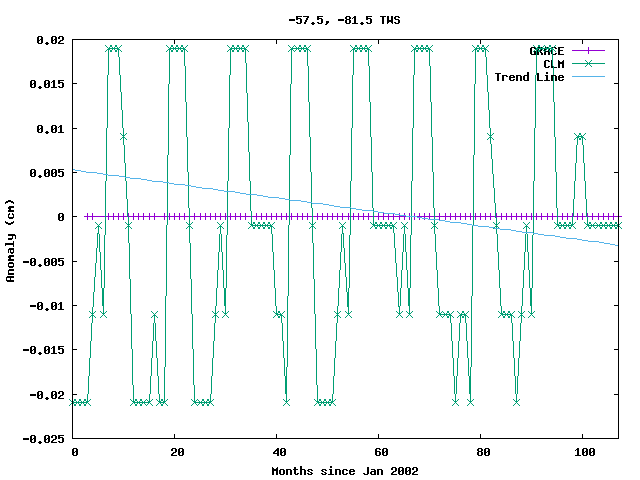 -57.5, -81.5 TWS
0.02
0.015
0.01
0.005
0
-0.005
-0.01
-0.015
-0.02
-0.025
Anomaly (cm)
GRACE
CLM
Trend Line
0 20 40 60 80 100
Months since Jan 2002